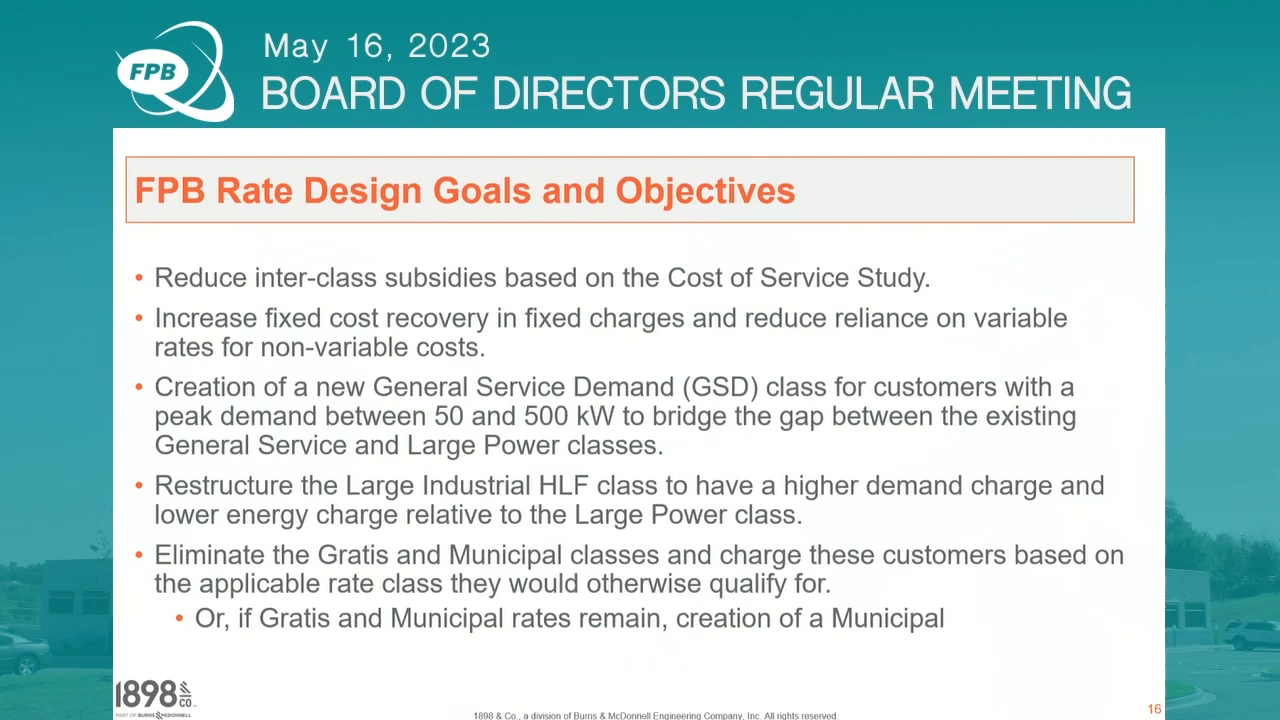 FPB
May 16, 2023
BOARD OF DIRECTORS REGULAR MEETING
FPB Rate Design Goals and Objectives
• Reduce inter-class subsidies based on the Cost of Service Study.
• Increase fixed cost recovery in fixed charges and reduce reliance on variable
rates for non-variable costs.
• Creation of a new General Service Demand (GSD) class for customers with a
peak demand between 50 and 500 kW to bridge the gap between the existing
General Service and Large Power classes.
• Restructure the Large Industrial HLF class to have a higher demand charge and
lower energy charge relative to the Large Power class.
• Eliminate the Gratis and Municipal classes and charge these customers based on
the applicable rate class they would otherwise qualify for.
• Or, if Gratis and Municipal rates remain, creation of a Municipal
1898 & CO
PART OF BURNS & MCDONNELL
1898 & Co., a division of Burns & McDonnell Engineering Company, Inc. All rights reserved.
16